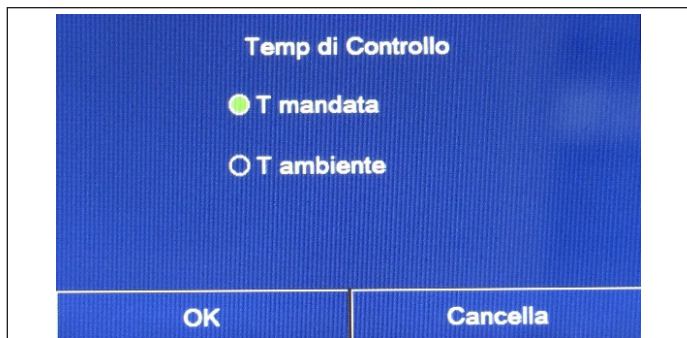 Temp di Controllo
T mandata
T ambiente
OK
Cancella